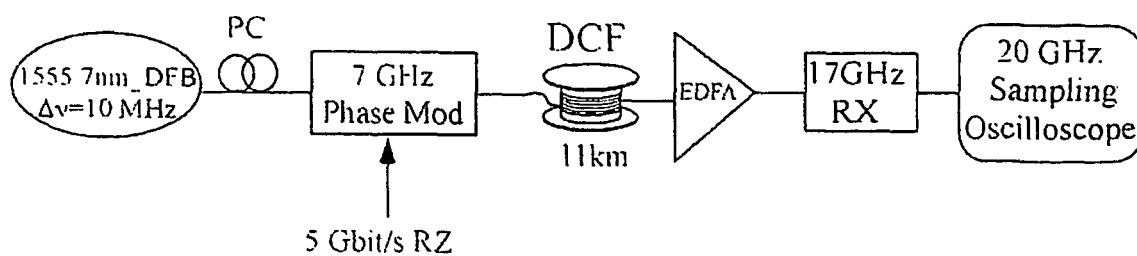 1555 7nm_DFB
Δν=10 MHz
PC
7 GHz
Phase Mod
5 Gbit/s RZ
DCF
11km
EDFA
17GHz
RX
20 GHz
Sampling
Oscilloscope